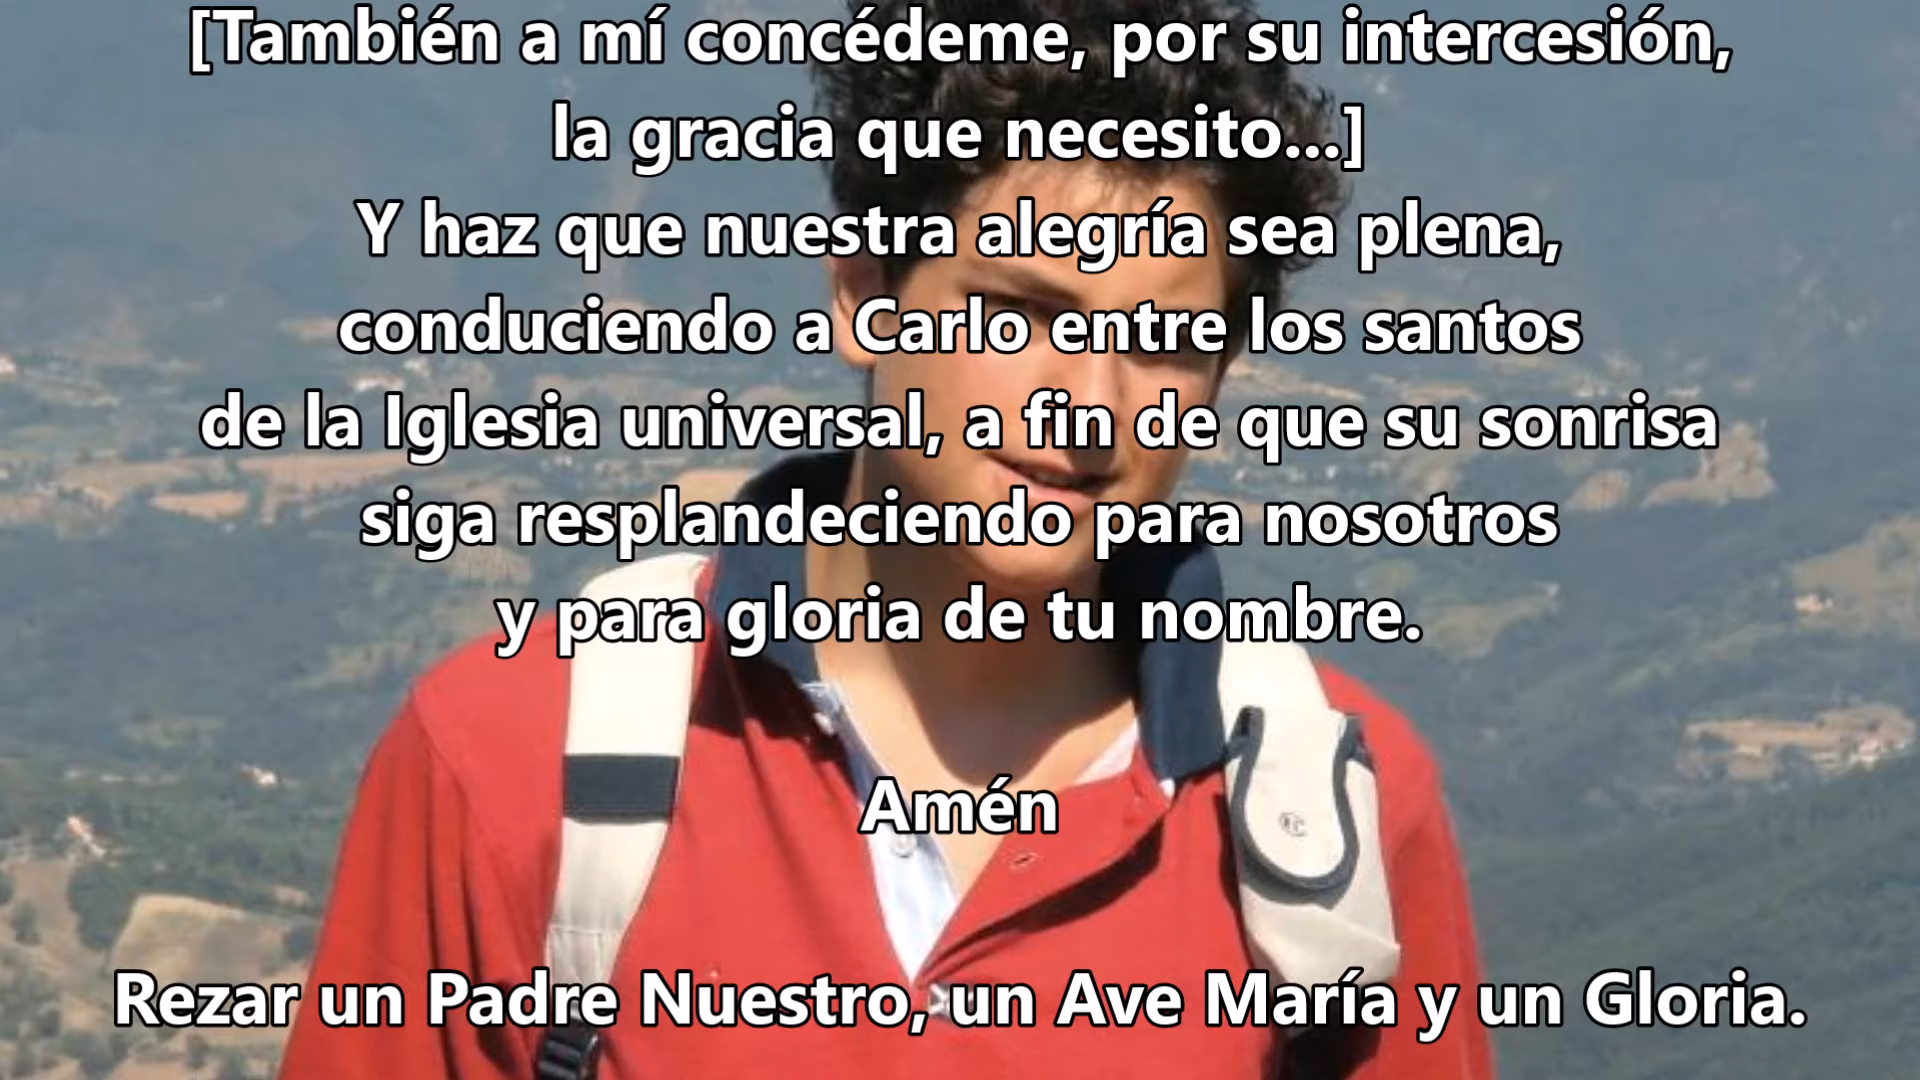 [También a mí concédeme, por su intercesión,
la gracia que necesito...]
Y haz que nuestra alegría sea plena,
conduciendo a Carlo entre los santos
de la Iglesia universal, a fin de que su sonrisa
siga resplandeciendo para nosotros
y para gloria de tu nombre.
Amén
Rezar un Padre Nuestro, un Ave María y un Gloria.